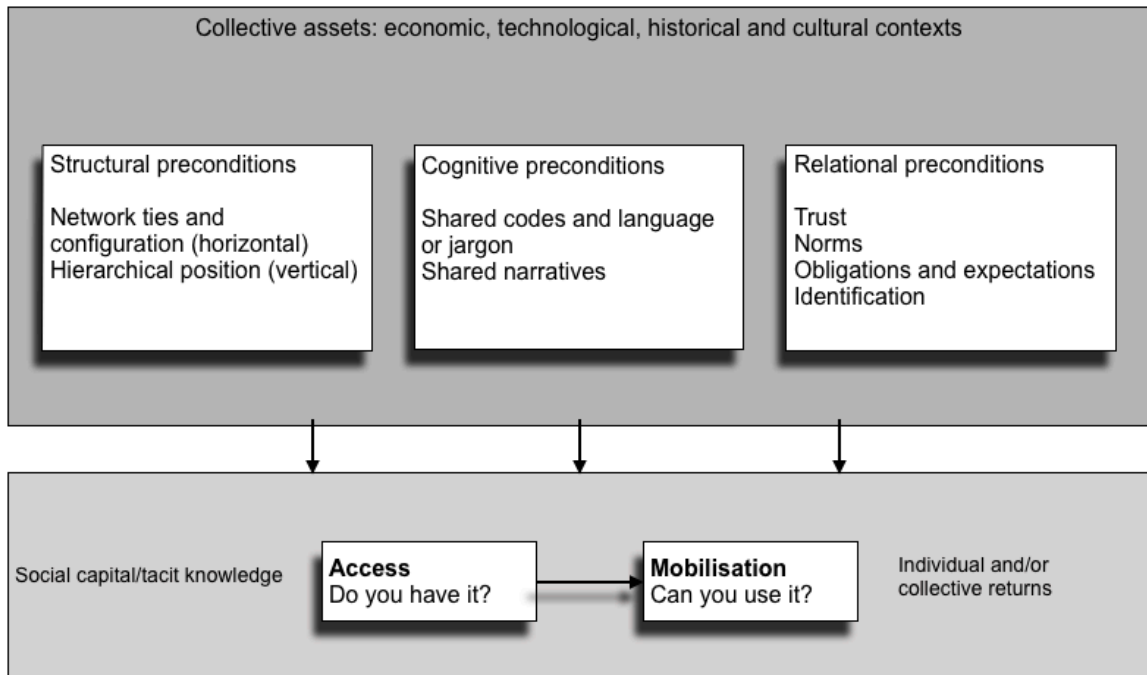 Collective assets: economic, technological, historical and cultural contexts
Structural preconditions
Network ties and
configuration (horizontal)
Hierarchical position (vertical)
Cognitive preconditions
Shared codes and language
or jargon
Shared narratives
Relational preconditions
Trust
Norms
Obligations and expectations
Identification
Social capital/tacit knowledge
Access
Do you have it?
Mobilisation
Can you use it?
Individual and/or
collective returns